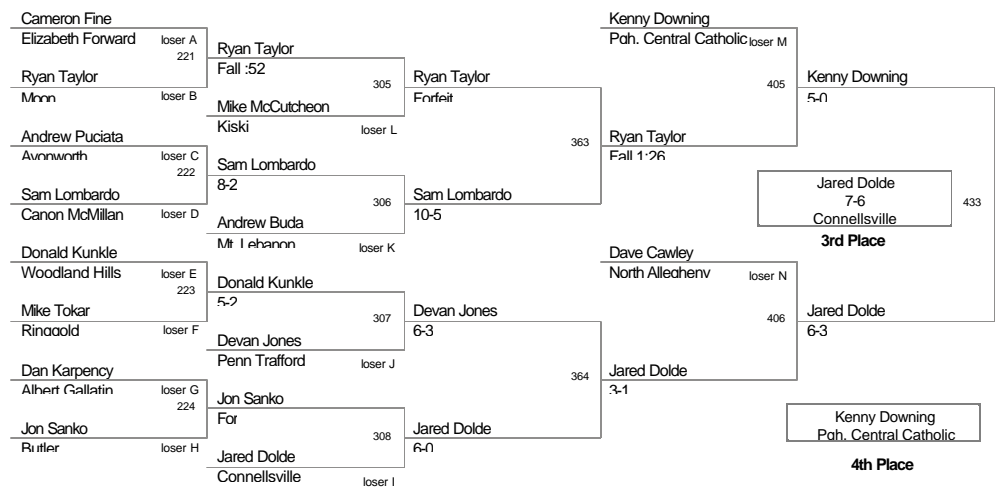 Cameron Fine
Elizabeth Forward
loser A
221
Ryan Taylor
Moon
loser B
Andrew Puciata
Avonworth
loser C
222
Sam Lombardo
Canon McMillan
loser D
Donald Kunkle
Woodland Hills
loser E
223
Mike Tokar
Ringgold
loser F
Dan Karpency
Albert Gallatin
loser G
224
Jon Sanko
Butler
loser H
Ryan Taylor
Fall :52
305
Mike McCutcheon
Kiski
loser L
Sam Lombardo
8-2
306
Andrew Buda
Mt. Lebanon
loser K
Donald Kunkle
5-2
307
Devan Jones
Penn Trafford
loser J
Jon Sanko
For
308
Jared Dolde
Connellsville
loser I
Ryan Taylor
Forfeit
363
Sam Lombardo
10-5
Devan Jones
6-3
364
Jared Dolde
6-0
Kenny Downing
Pgh. Central Catholic
loser M
405
Ryan Taylor
Fall 1:26
Dave Cawley
North Allegheny
loser N
406
Jared Dolde
3-1
Kenny Downing
5-0
Jared Dolde
7-6
Connellsville
433
3rd Place
Jared Dolde
6-3
Kenny Downing
Pgh. Central Catholic
4th Place